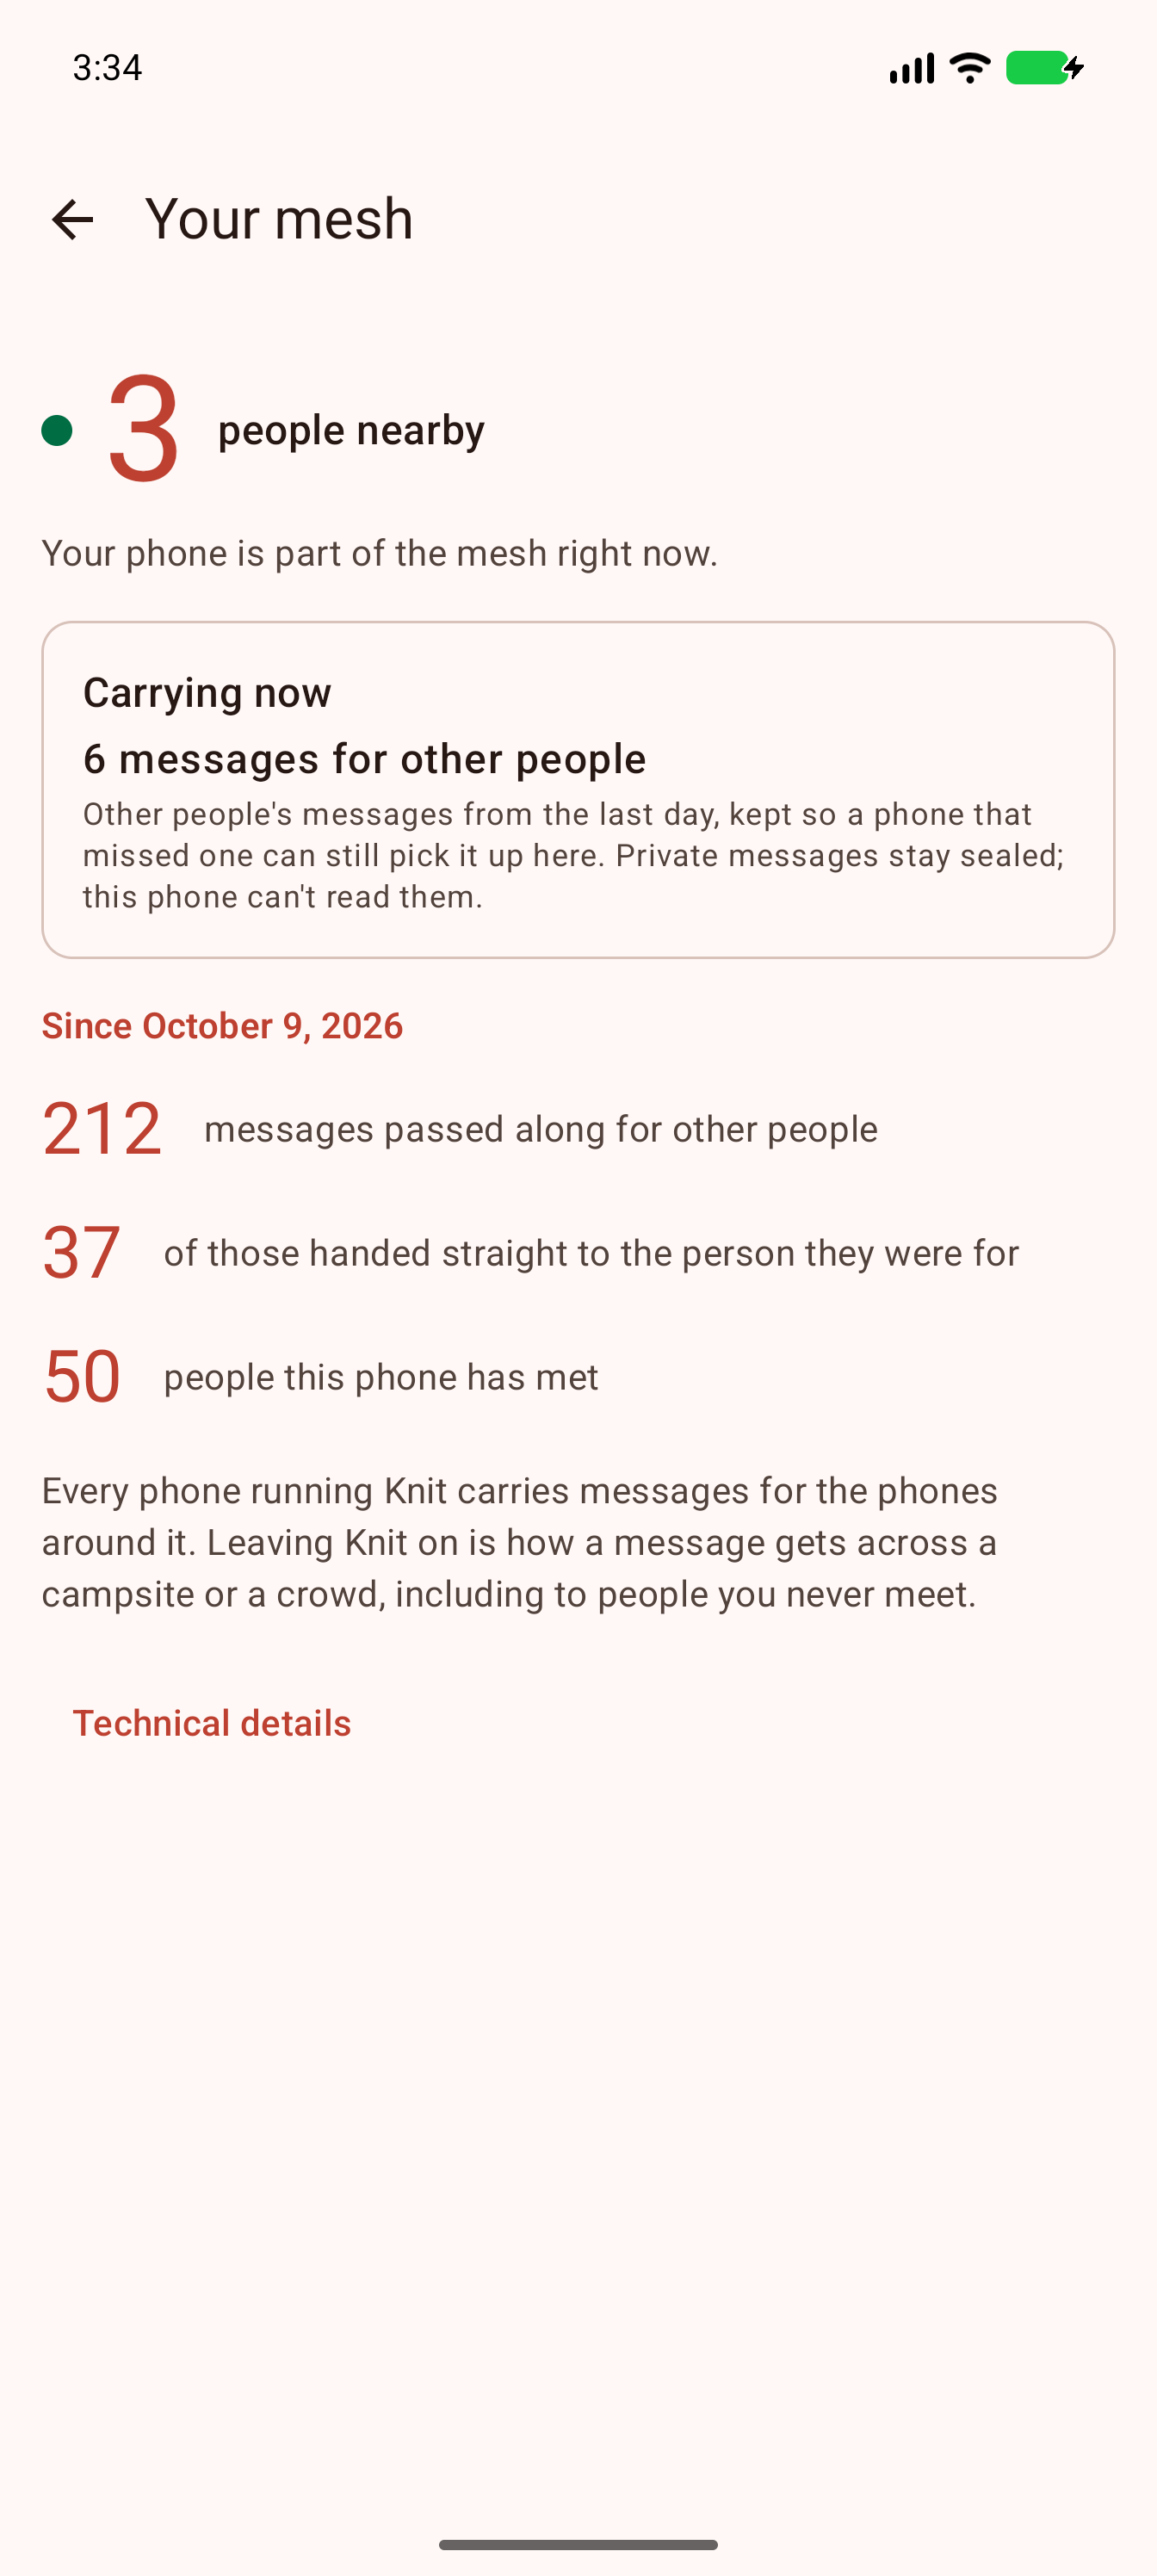 3:34
Your mesh
3 people nearby
Your phone is part of the mesh right now.
Carrying now
6 messages for other people
Other people's messages from the last day, kept so a phone that
missed one can still pick it up here. Private messages stay sealed;
this phone can't read them.
Since October 9, 2026
212 messages passed along for other people
37 of those handed straight to the person they were for
50 people this phone has met
Every phone running Knit carries messages for the phones
around it. Leaving Knit on is how a message gets across a
campsite or a crowd, including to people you never meet.
Technical details